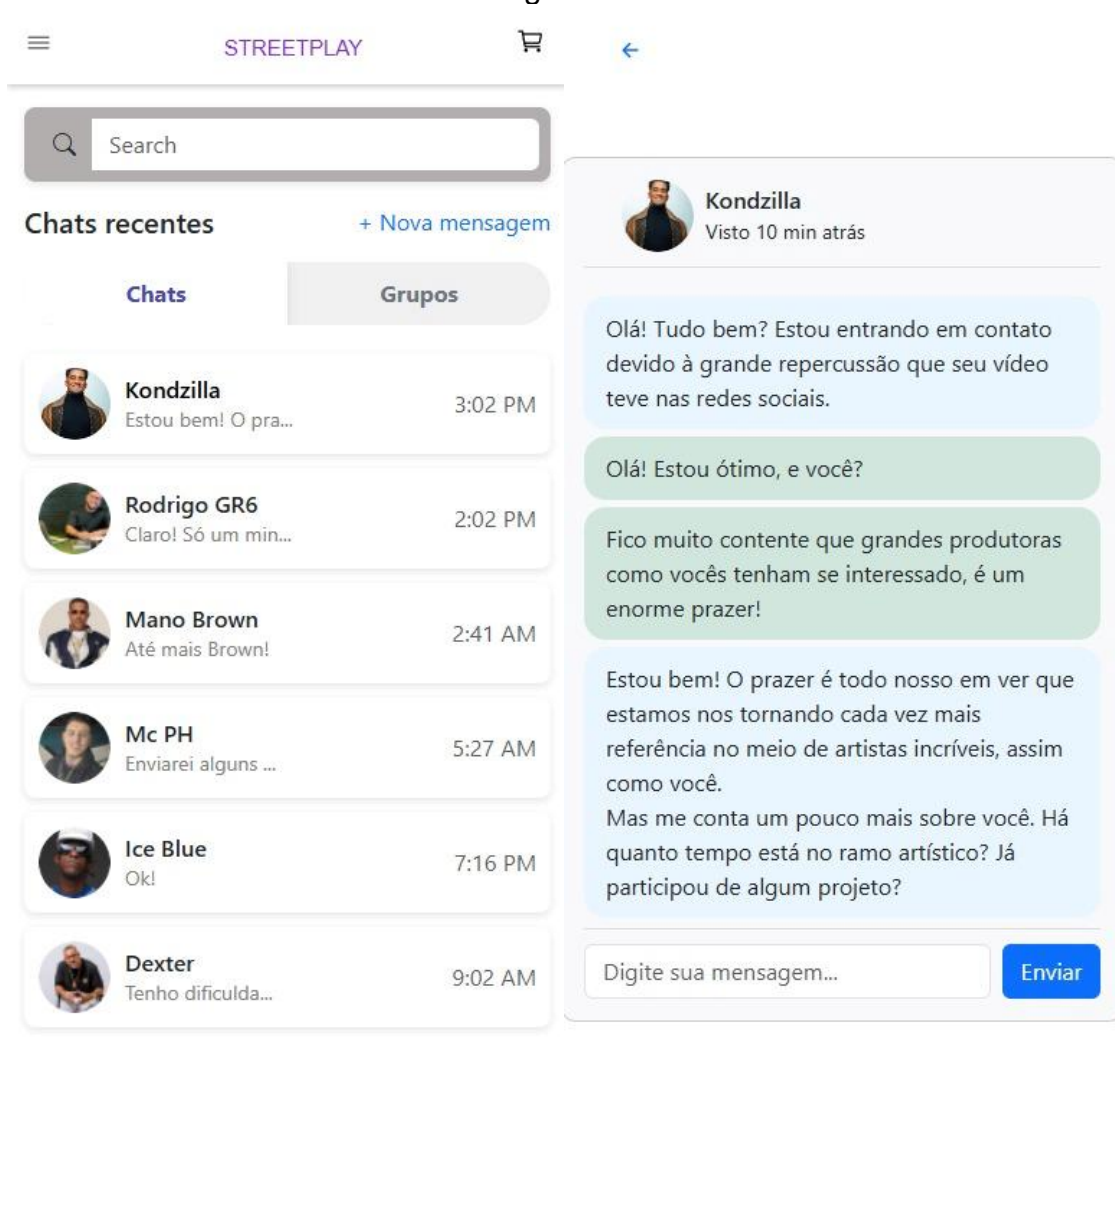 STREETPLAY
Search
Chats recentes
+ Nova mensagem
Chats
Grupos
Kondzilla
Estou bem! O pra...
3:02 PM
Rodrigo GR6
Claro! Só um min...
2:02 PM
Mano Brown
Até mais Brown!
2:41 AM
Mc PH
Enviarei alguns ...
5:27 AM
Ice Blue
Ok!
7:16 PM
Dexter
Tenho dificulda...
9:02 AM
Kondzilla
Visto 10 min atrás
Olá! Tudo bem? Estou entrando em contato
devido à grande repercussão que seu vídeo
teve nas redes sociais.
Olá! Estou ótimo, e você?
Fico muito contente que grandes produtoras
como vocês tenham se interessado, é um
enorme prazer!
Estou bem! O prazer é todo nosso em ver que
estamos nos tornando cada vez mais
referência no meio de artistas incríveis, assim
como você.
Mas me conta um pouco mais sobre você. Há
quanto tempo está no ramo artístico? Já
participou de algum projeto?
Digite sua mensagem...
Enviar